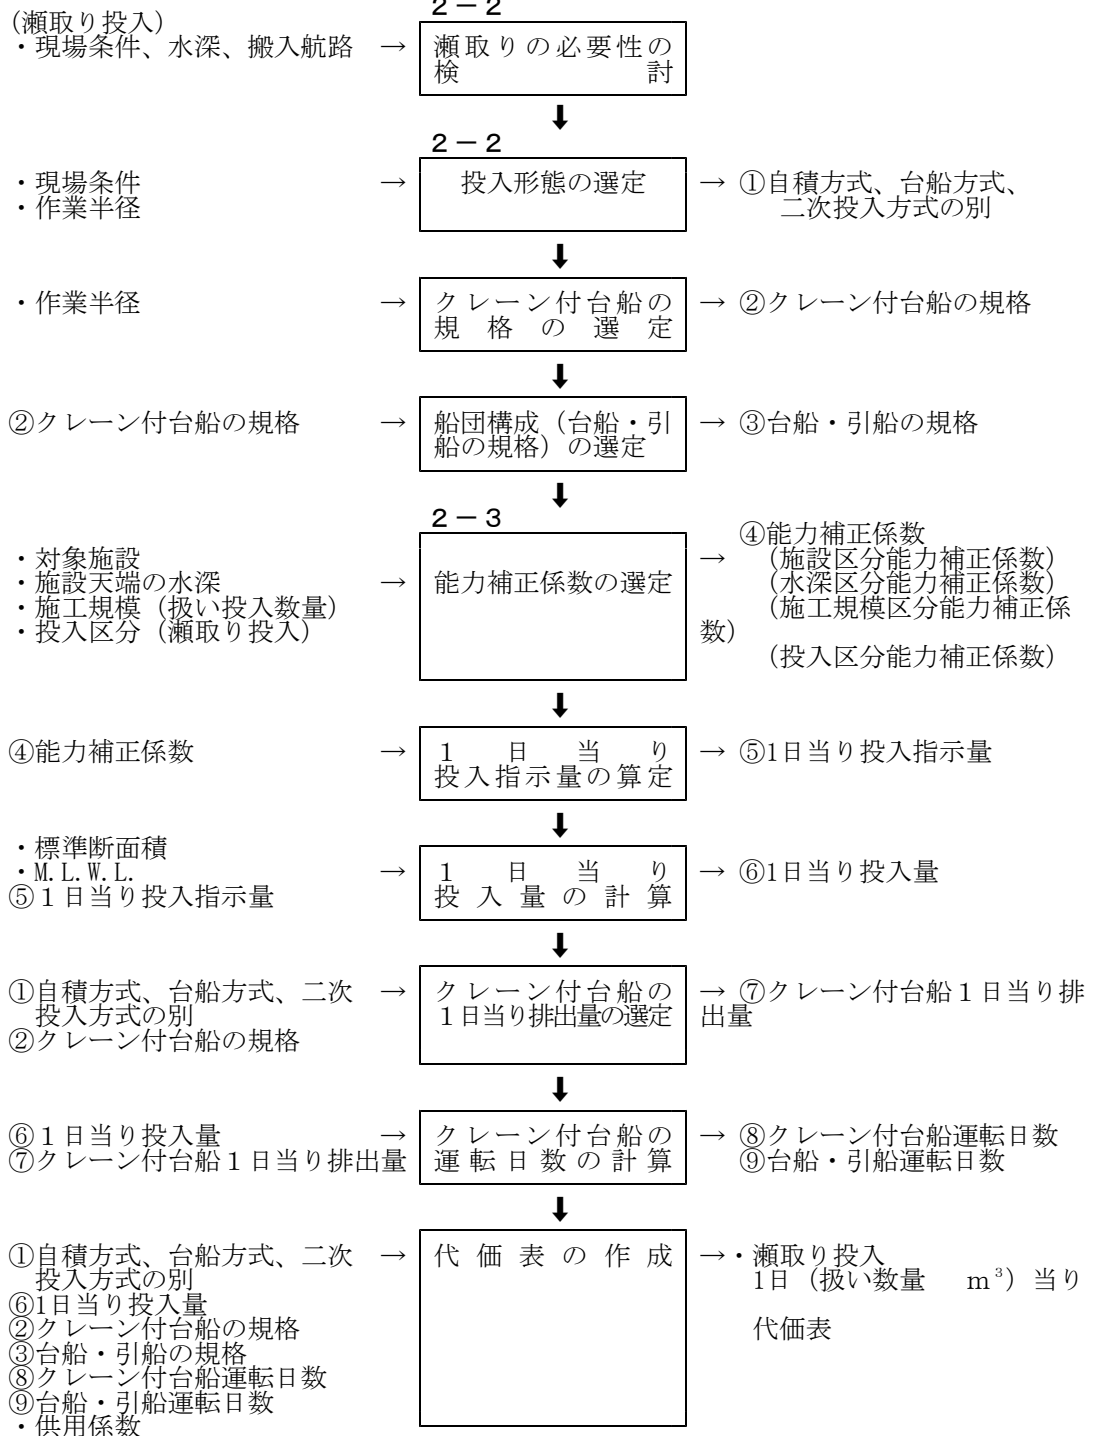 (瀬取り投入)
2-2
・現場条件、水深、搬入航路 → 瀬取りの必要性の
検討
⬇
2-2
・現場条件 → 投入形態の選定 → ①自積方式、台船方式、
・作業半径 二次投入方式の別
⬇
・作業半径 → クレーン付台船の → ②クレーン付台船の規格
規格の選定
⬇
②クレーン付台船の規格 → 船団構成（台船・引 → ③台船・引船の規格
船の規格）の選定
⬇
2-3
④能力補正係数
・対象施設 → （施設区分能力補正係数）
・施設天端の水深 → 能力補正係数の選定 （水深区分能力補正係数）
・施工規模（扱い投入数量） （施工規模区分能力補正係
・投入区分（瀬取り投入） 数）
（投入区分能力補正係数）
⬇
④能力補正係数 → １日当り → ⑤1日当り投入指示量
投入指示量の算定
⬇
・標準断面積
・M.L.W.L. → １日当り → ⑥1日当り投入量
⑤１日当り投入指示量 投入量の計算
⬇
①自積方式、台船方式、二次 → クレーン付台船の → ⑦クレーン付台船１日当り排
投入方式の別 １日当り排出量の選定 出量
②クレーン付台船の規格
⬇
⑥１日当り投入量 → クレーン付台船の → ⑧クレーン付台船運転日数
⑦クレーン付台船１日当り排出量 運転日数の計算 ⑨台船・引船運転日数
⬇
①自積方式、台船方式、二次 → 代価表の作成 →・瀬取り投入
投入方式の別 1日（扱い数量　m³）当り
⑥1日当り投入量
②クレーン付台船の規格 代価表
③台船・引船の規格
⑧クレーン付台船運転日数
⑨台船・引船運転日数
・供用係数